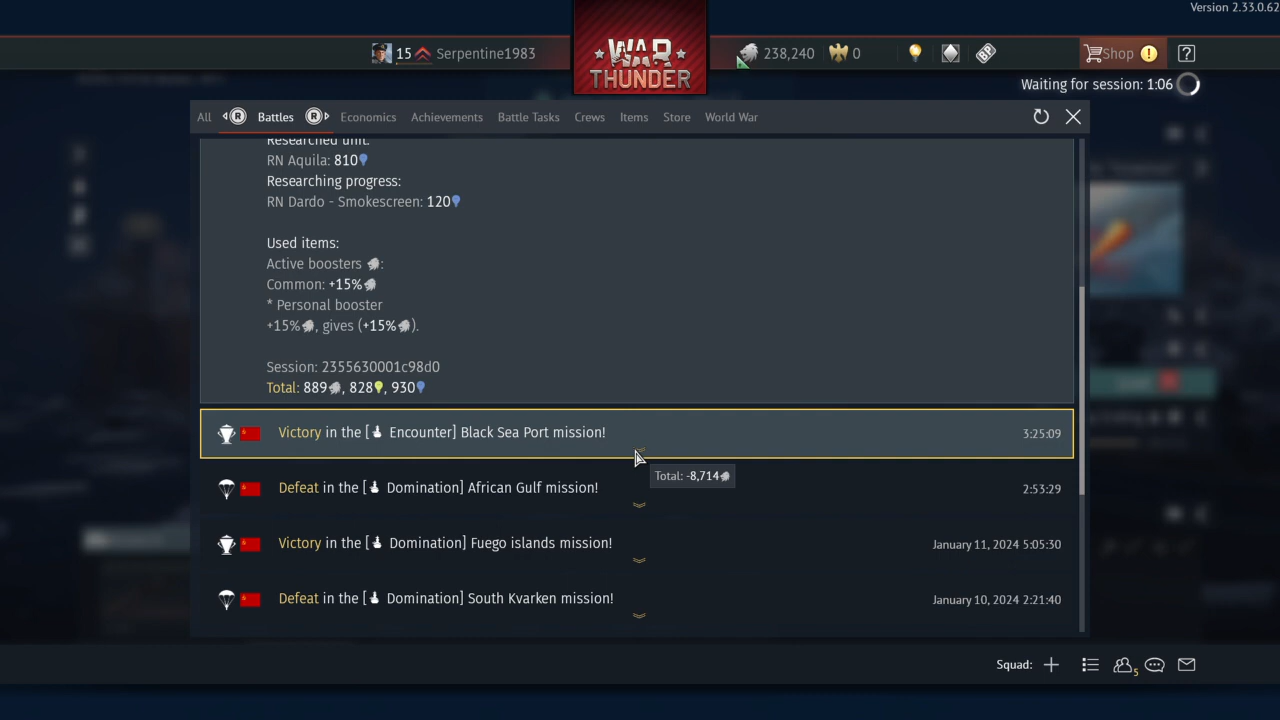 Version 2.33.0.62
15 Serpentine1983
WAR THUNDER
238,240 0
Shop ! ?
Waiting for session: 1:06
All R Battles R Economics Achievements Battle Tasks Crews Items Store World War
Researched unit:
RN Aquila: 810
Researching progress:
RN Dardo - Smokescreen: 120
Used items:
Active boosters :
Common: +15%
* Personal booster
+15%, gives (+15%).
Session: 2355630001c98d0
Total: 889, 828, 930
Victory in the [ Encounter] Black Sea Port mission! 3:25:09
Total: -8,714
Defeat in the [ Domination] African Gulf mission! 2:53:29
Victory in the [ Domination] Fuego islands mission! January 11, 2024 5:05:30
Defeat in the [ Domination] South Kvarken mission! January 10, 2024 2:21:40
Squad: + 5